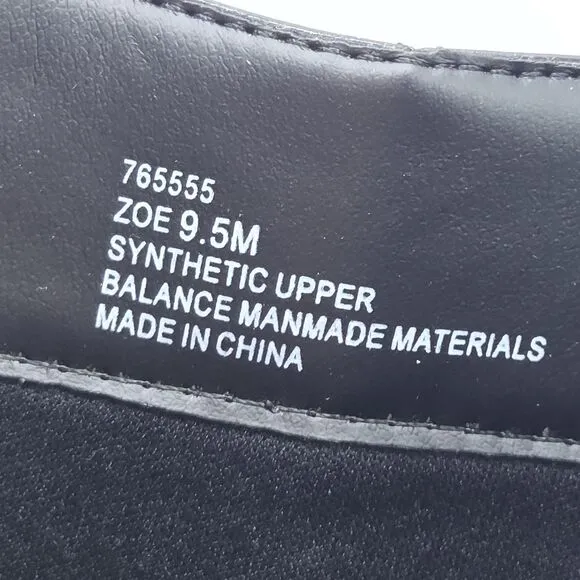 765555
ZOE 9.5M
SYNTHETIC UPPER
BALANCE MANMADE MATERIALS
MADE IN CHINA